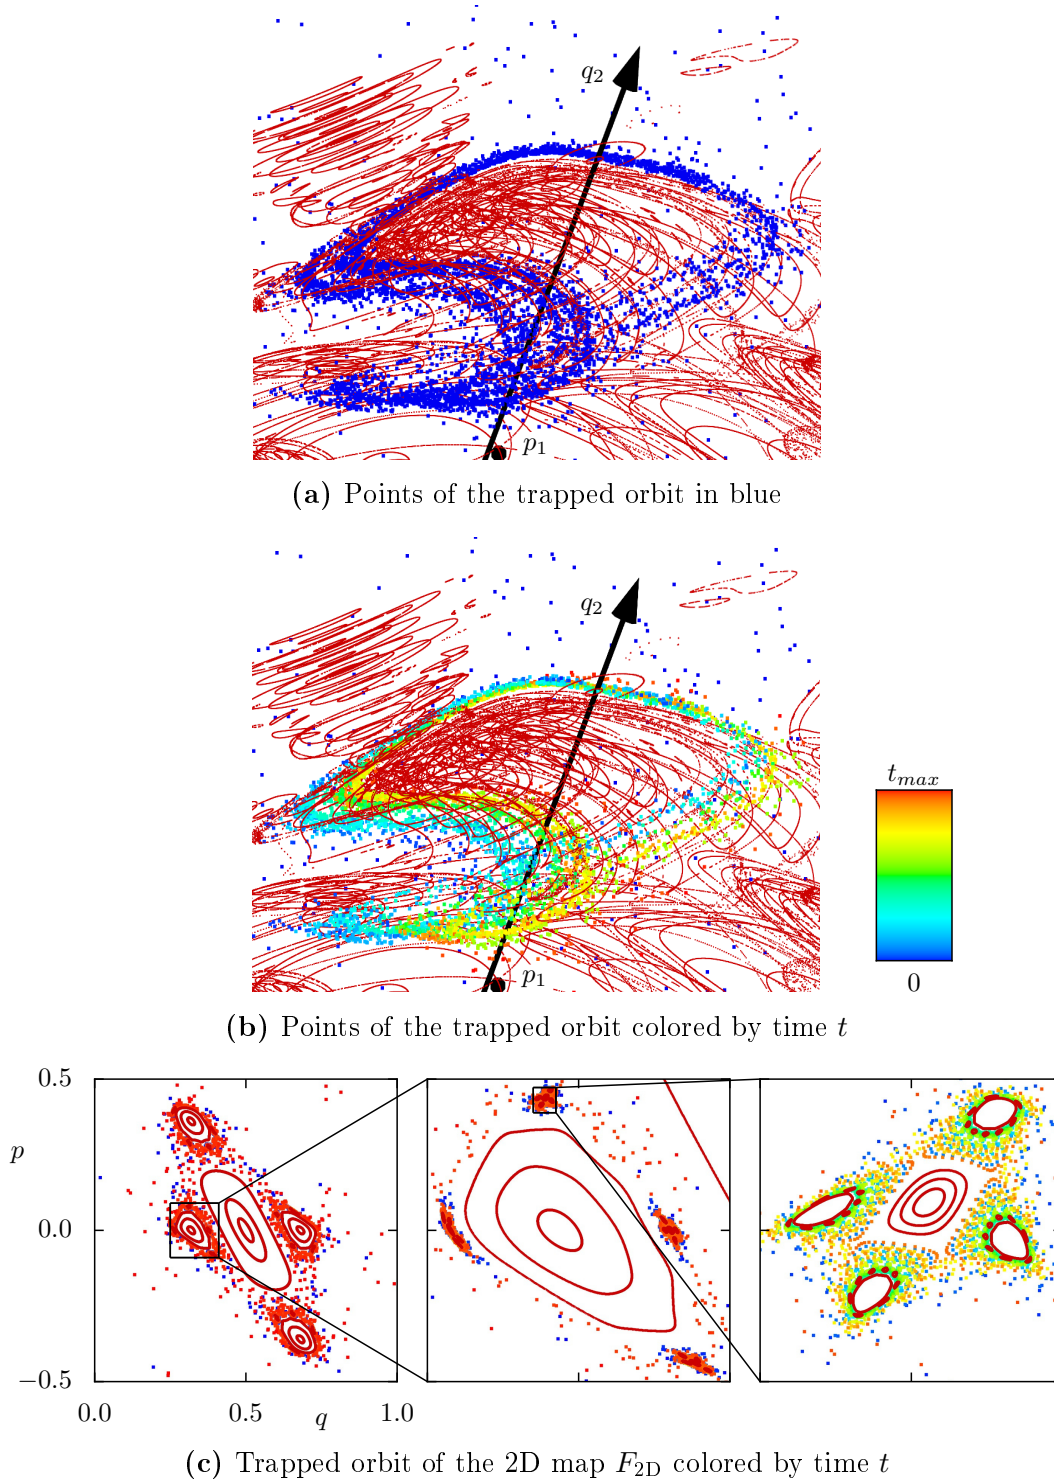 q₂
p₁
(a) Points of the trapped orbit in blue
q₂
t_max
p₁
0
(b) Points of the trapped orbit colored by time t
0.5
p
0.0
−0.5
0.0 0.5 q 1.0
(c) Trapped orbit of the 2D map F₂D colored by time t